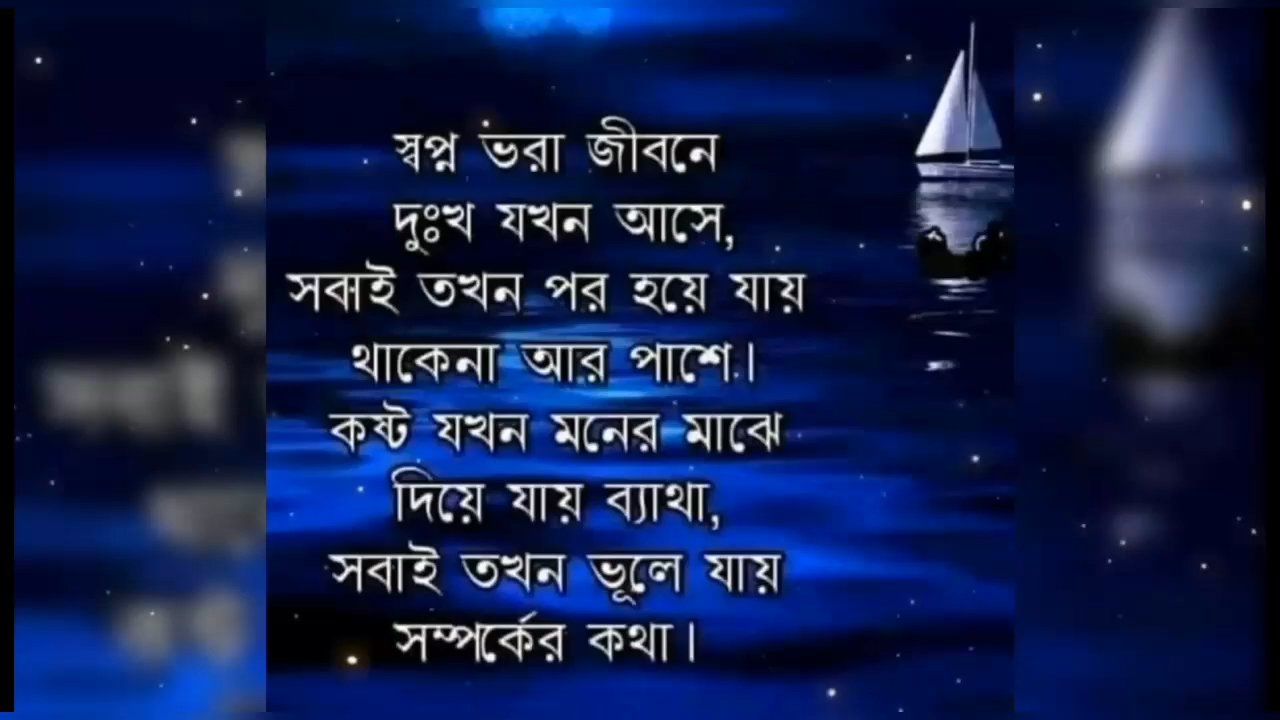 স্বপ্ন ভরা জীবনে
দুঃখ যখন আসে,
সবাই তখন পর হয়ে যায়
থাকেনা আর পাশে।
কষ্ট যখন মনের মাঝে
দিয়ে যায় ব্যাথা,
সবাই তখন ভূলে যায়
সম্পর্কের কথা।